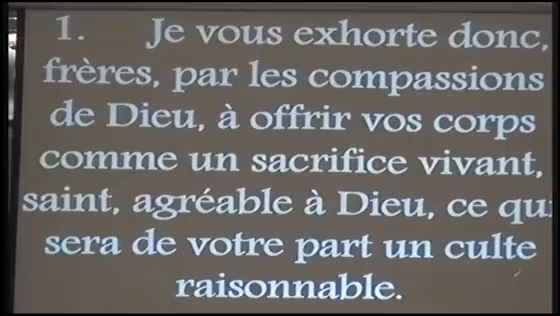 1. Je vous exhorte donc,
frères, par les compassions
de Dieu, à offrir vos corps
comme un sacrifice vivant,
saint, agréable à Dieu, ce qui
sera de votre part un culte
raisonnable.